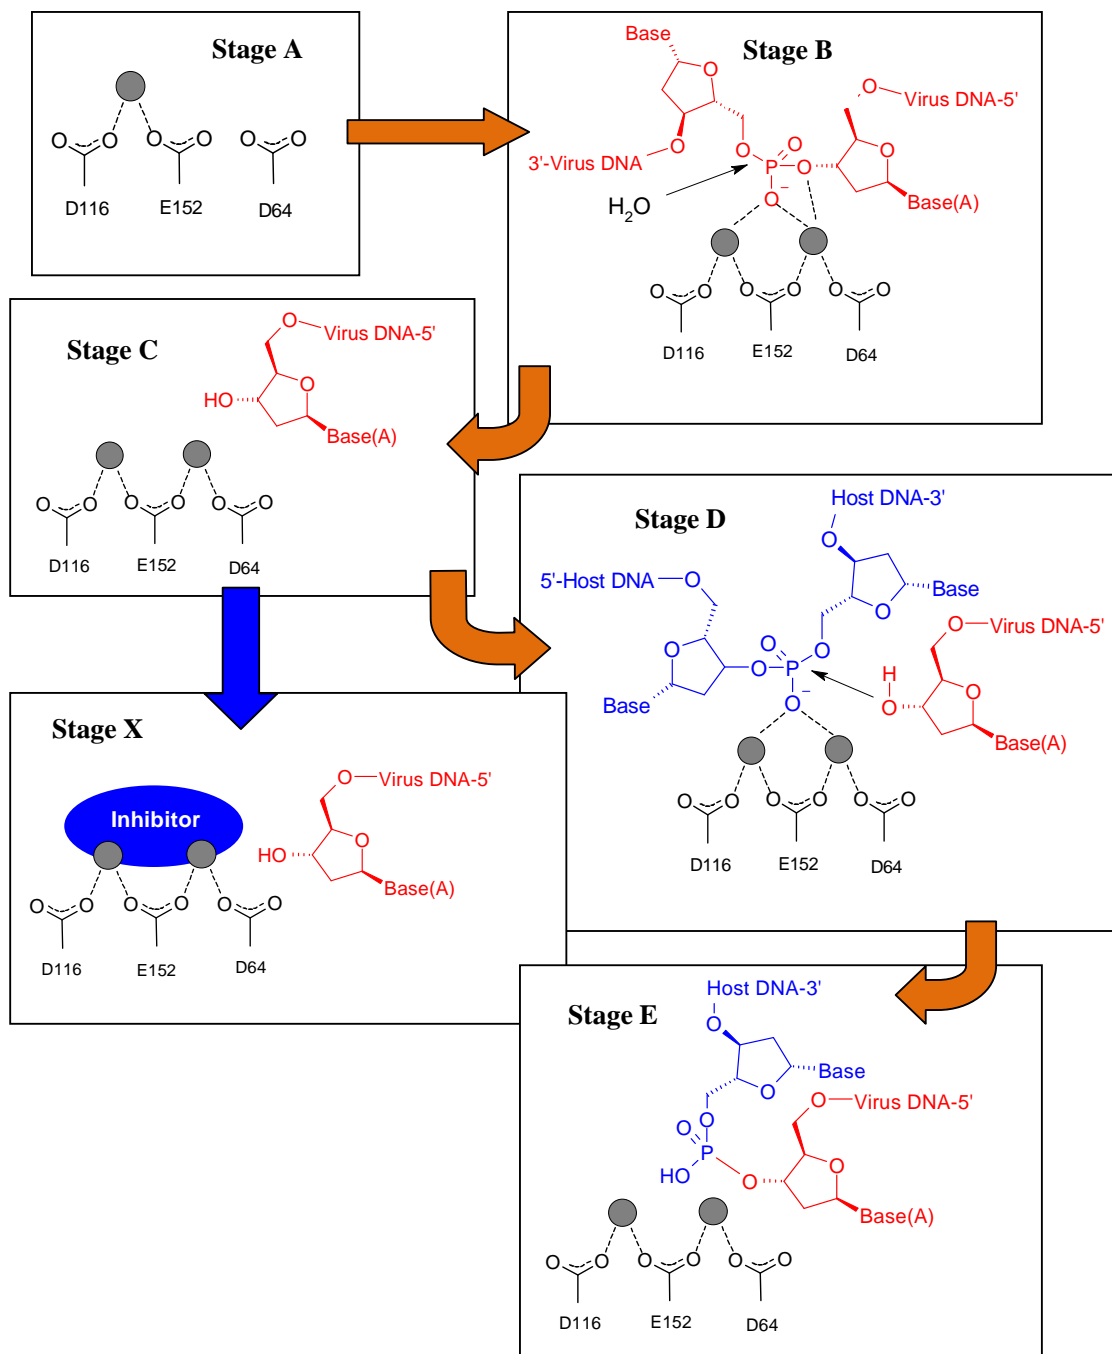 Stage A
O O O O O O
D116 E152 D64
Stage B
Base
O
O
Virus DNA-5'
O
3'-Virus DNA
O
O
P
O
O
O⁻
Base(A)
H₂O
O O O O O O
D116 E152 D64
Stage C
O
Virus DNA-5'
O
HO
Base(A)
O O O O O O
D116 E152 D64
Stage D
Host DNA-3'
O
5'-Host DNA
O
O
Base
O
O
O
P
O
O⁻
Base
O
Virus DNA-5'
H
O
O
Base(A)
O O O O O O
D116 E152 D64
Stage X
Inhibitor
O
Virus DNA-5'
O
HO
Base(A)
O O O O O O
D116 E152 D64
Stage E
Host DNA-3'
O
Base
O
O
O
P
HO
O
O
Virus DNA-5'
O
Base(A)
O O O O O O
D116 E152 D64